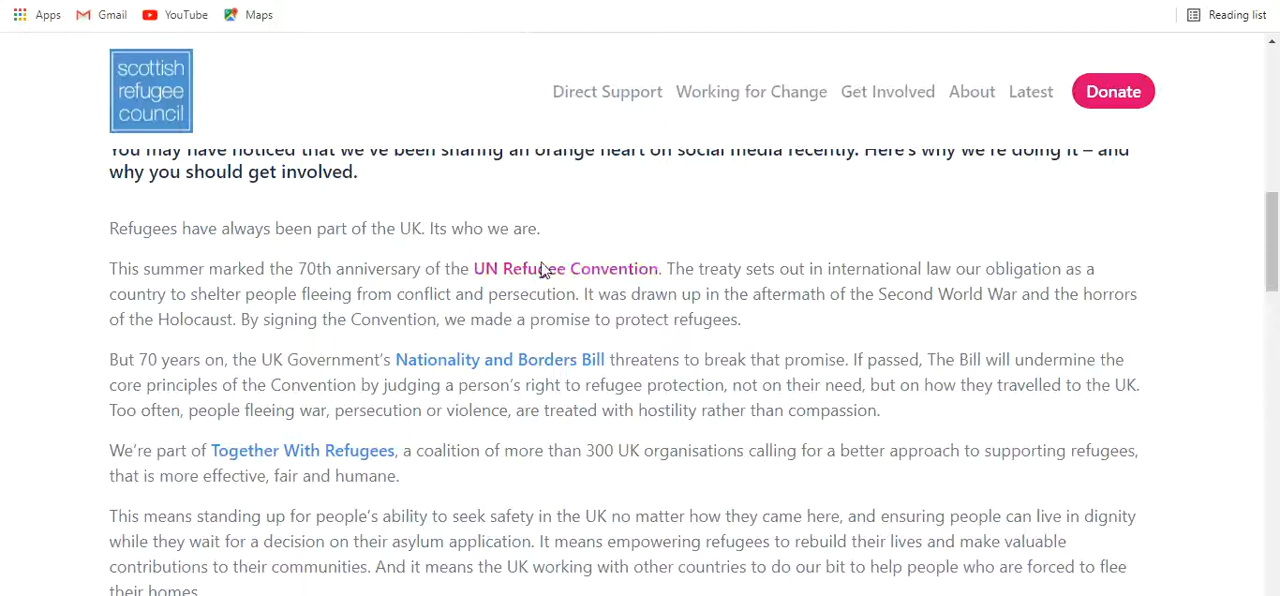 Apps Gmail YouTube Maps Reading list
scottish
refugee
council
Direct Support Working for Change Get Involved About Latest Donate
You may have noticed that we've been sharing an orange heart on social media recently. Here's why we're doing it – and
why you should get involved.
Refugees have always been part of the UK. Its who we are.
This summer marked the 70th anniversary of the UN Refugee Convention. The treaty sets out in international law our obligation as a
country to shelter people fleeing from conflict and persecution. It was drawn up in the aftermath of the Second World War and the horrors
of the Holocaust. By signing the Convention, we made a promise to protect refugees.
But 70 years on, the UK Government's Nationality and Borders Bill threatens to break that promise. If passed, The Bill will undermine the
core principles of the Convention by judging a person's right to refugee protection, not on their need, but on how they travelled to the UK.
Too often, people fleeing war, persecution or violence, are treated with hostility rather than compassion.
We're part of Together With Refugees, a coalition of more than 300 UK organisations calling for a better approach to supporting refugees,
that is more effective, fair and humane.
This means standing up for people's ability to seek safety in the UK no matter how they came here, and ensuring people can live in dignity
while they wait for a decision on their asylum application. It means empowering refugees to rebuild their lives and make valuable
contributions to their communities. And it means the UK working with other countries to do our bit to help people who are forced to flee
their homes.